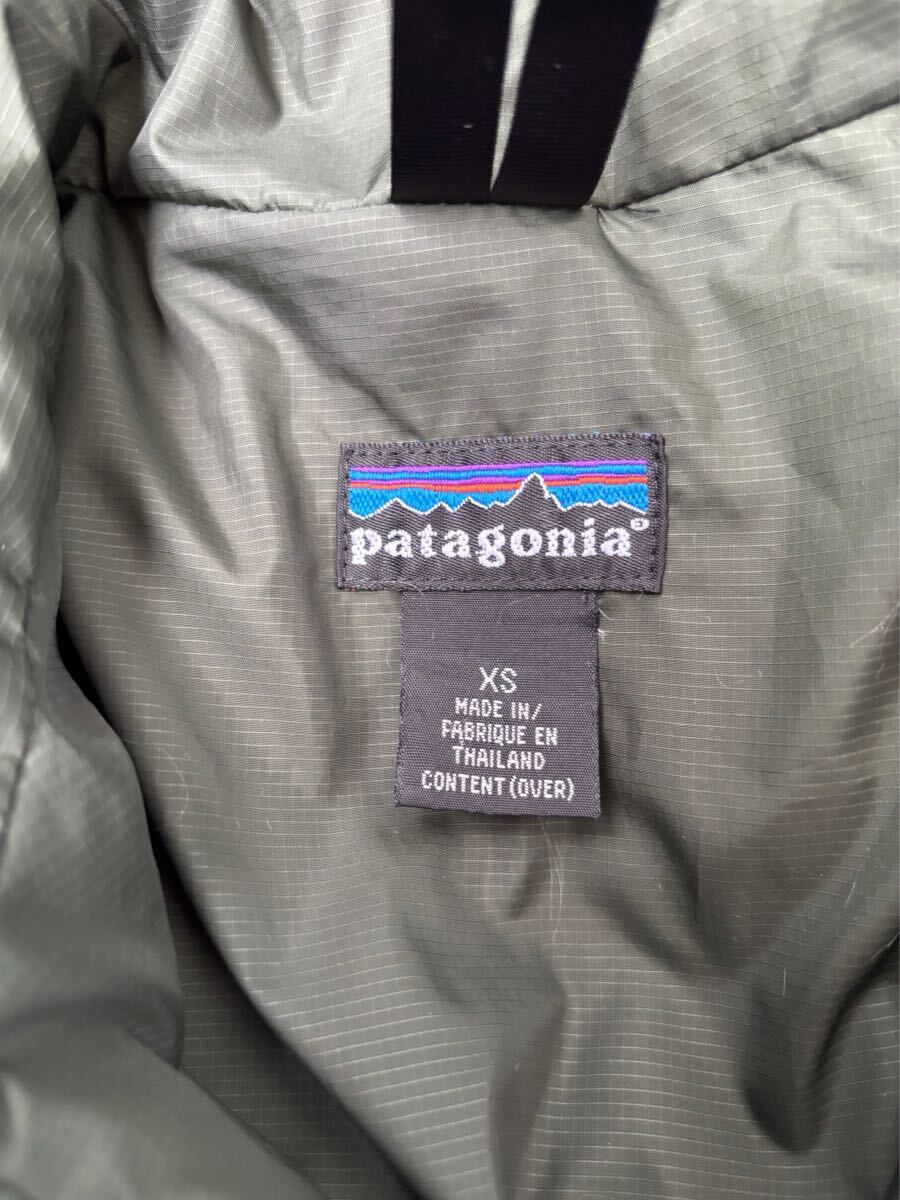 patagonia®
XS
MADE IN/
FABRIQUE EN
THAILAND
CONTENT (OVER)